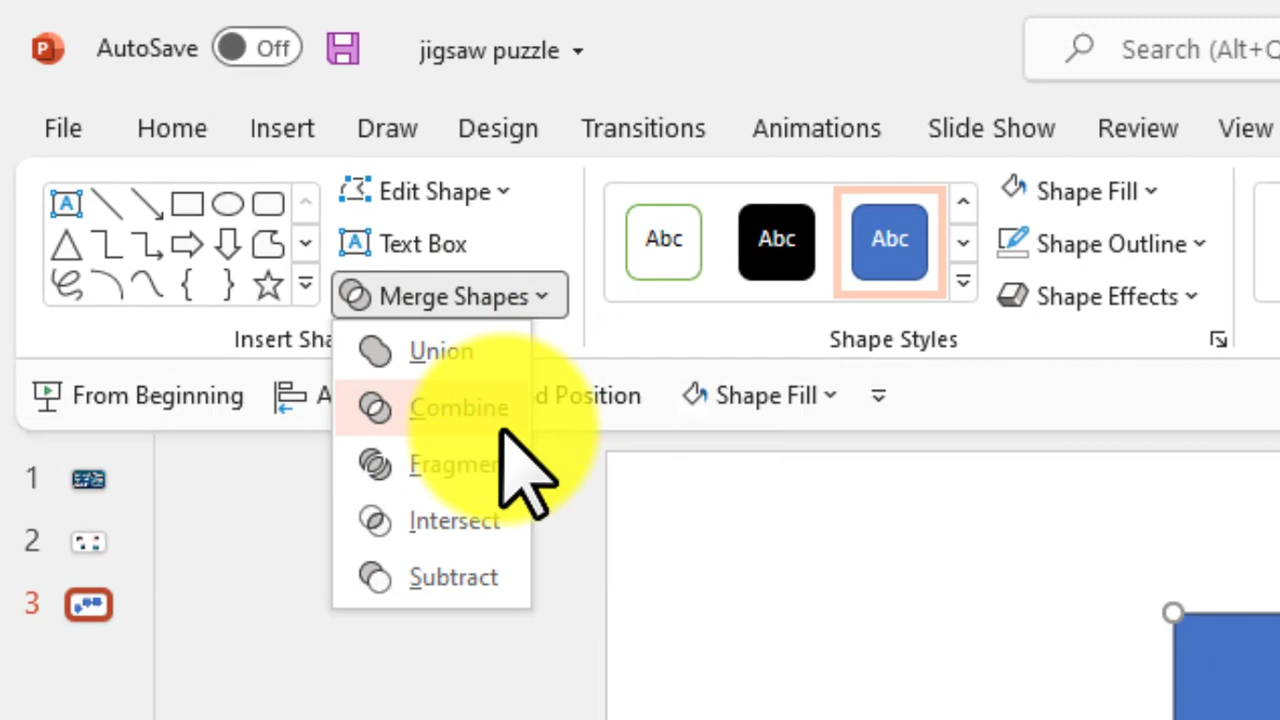 AutoSave Off jigsaw puzzle Search (Alt+Q
File Home Insert Draw Design Transitions Animations Slide Show Review View
A Edit Shape Abc Abc Abc Shape Fill
A Text Box Shape Outline
Merge Shapes Shape Effects
Insert Sha Shape Styles
Union
From Beginning A d Position Shape Fill
Combine
Fragmen
Intersect
Subtract
1
2
3